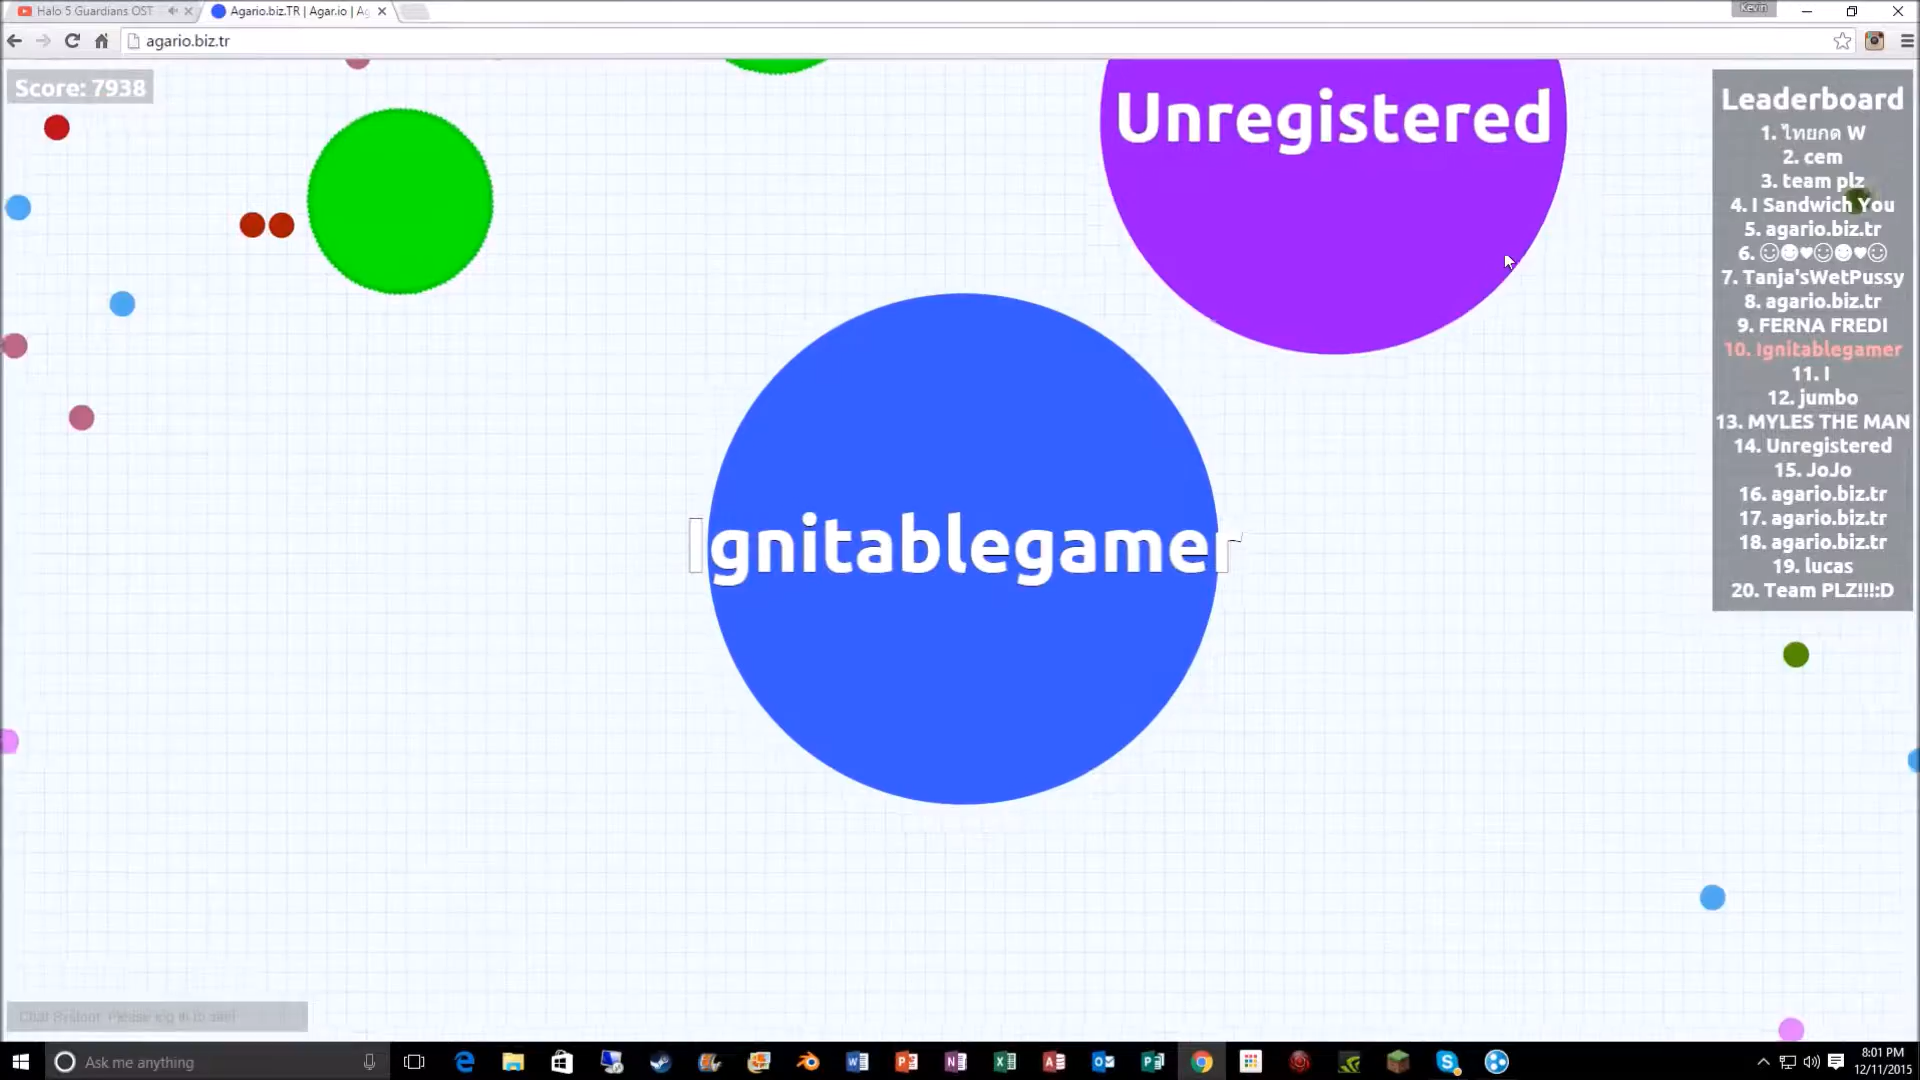 Halo 5 Guardians OST
Agario.biz.TR | Agar.io | Ag
Kevin
agario.biz.tr
Score: 7938
Unregistered
Ignitablegamer
Leaderboard
1. ไทยกด W
2. cem
3. team plz
4. I Sandwich You
5. agario.biz.tr
6. ☺☻♥☺☻♥☺
7. Tanja'sWetPussy
8. agario.biz.tr
9. FERNA FREDI
10. Ignitablegamer
11. I
12. jumbo
13. MYLES THE MAN
14. Unregistered
15. JoJo
16. agario.biz.tr
17. agario.biz.tr
18. agario.biz.tr
19. lucas
20. Team PLZ!!!:D
Ask me anything
8:01 PM
12/11/2015